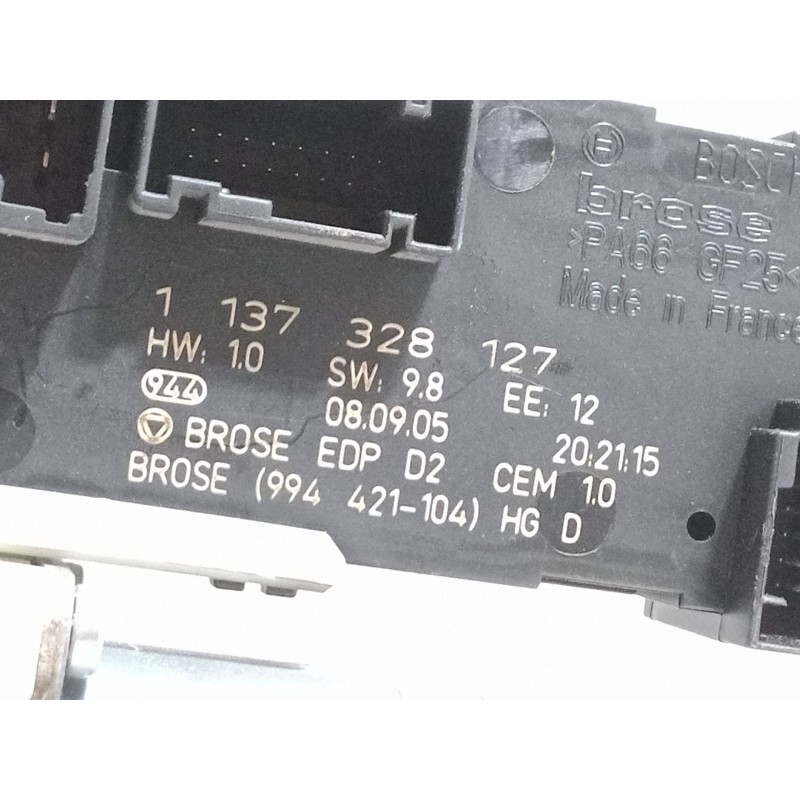 BOSCH
brose
>PA66 GF25<
Made in France
1 137 328 127
HW: 1.0 SW: 9.8 EE: 12
944 08.09.05 20:21:15
BROSE EDP D2 CEM 1.0
BROSE (994 421-104) HG D